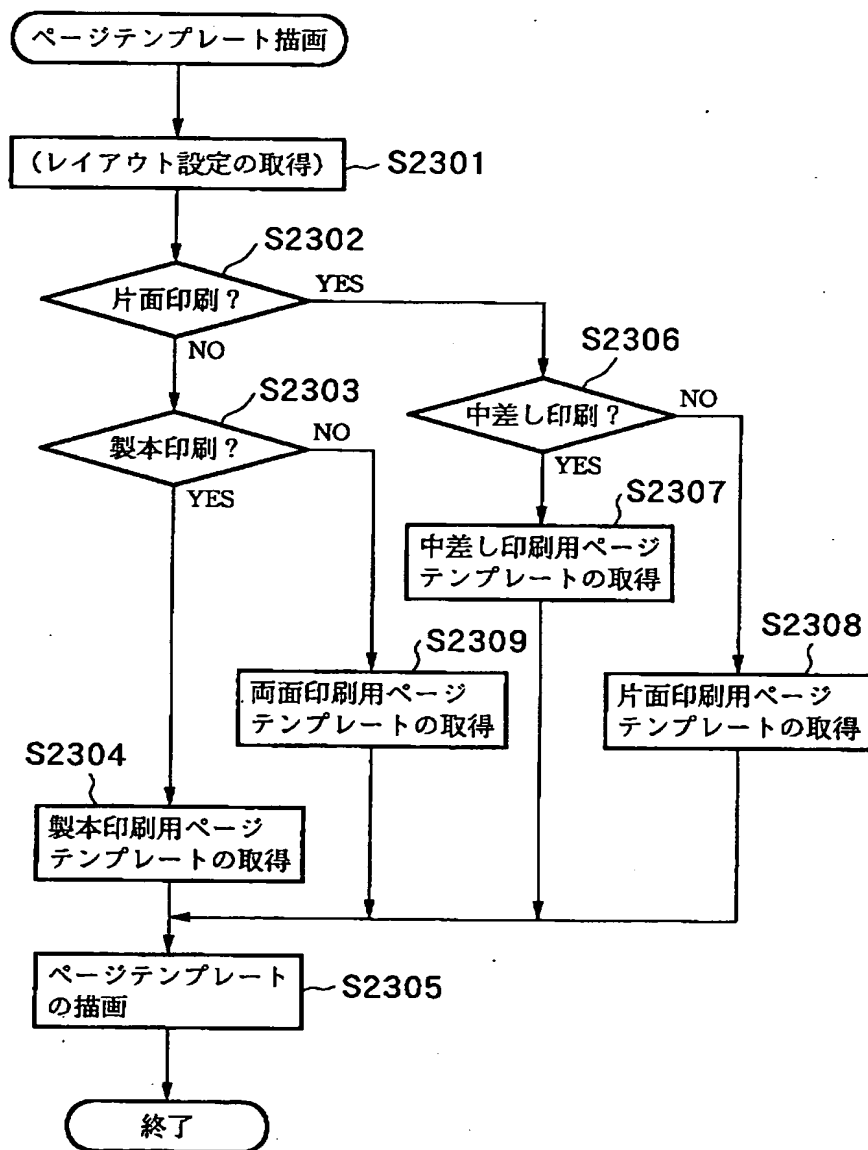 ページテンプレート描画
(レイアウト設定の取得)
S2301
S2302
片面印刷?
YES
NO
S2306
中差し印刷?
NO
YES
S2303
製本印刷?
NO
YES
S2307
中差し印刷用ページ
テンプレートの取得
S2309
両面印刷用ページ
テンプレートの取得
S2308
片面印刷用ページ
テンプレートの取得
S2304
製本印刷用ページ
テンプレートの取得
ページテンプレート
の描画
S2305
終了